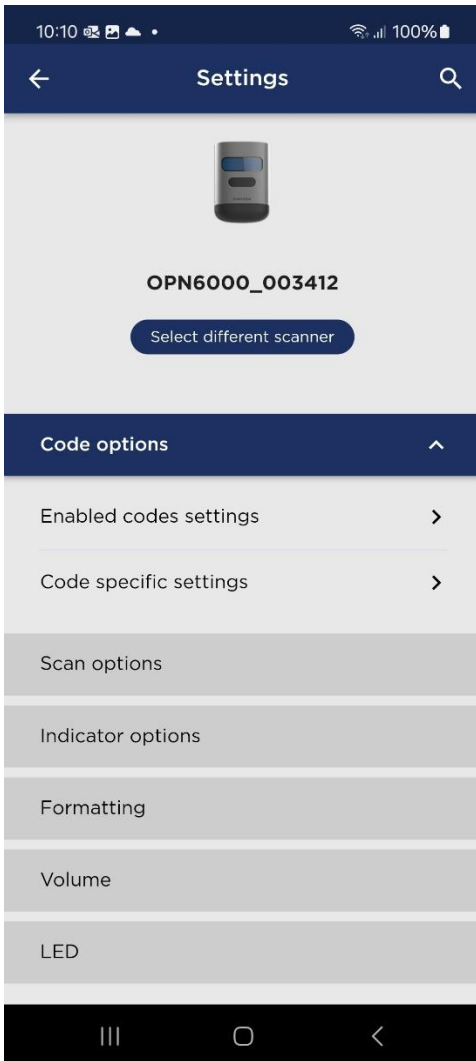 10:10
100%
Settings
OPN6000_003412
Select different scanner
Code options
Enabled codes settings
Code specific settings
Scan options
Indicator options
Formatting
Volume
LED